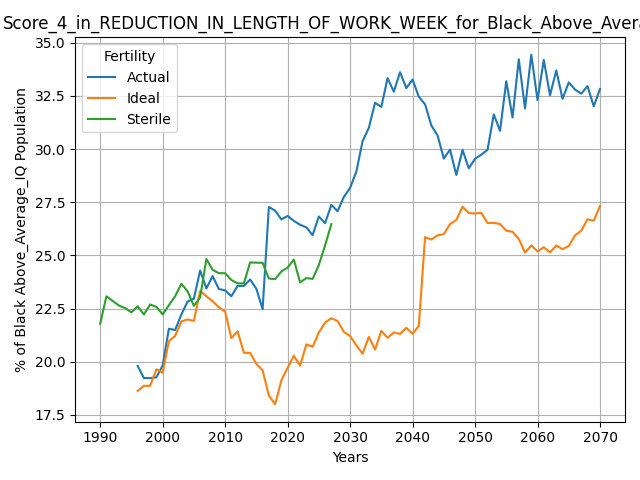 Score_4_in_REDUCTION_IN_LENGTH_OF_WORK_WEEK_for_Black_Above_Avera
Fertility
Actual
Ideal
Sterile
% of Black Above_Average_IQ Population
35.0
32.5
30.0
27.5
25.0
22.5
20.0
17.5
1990 2000 2010 2020 2030 2040 2050 2060 2070
Years